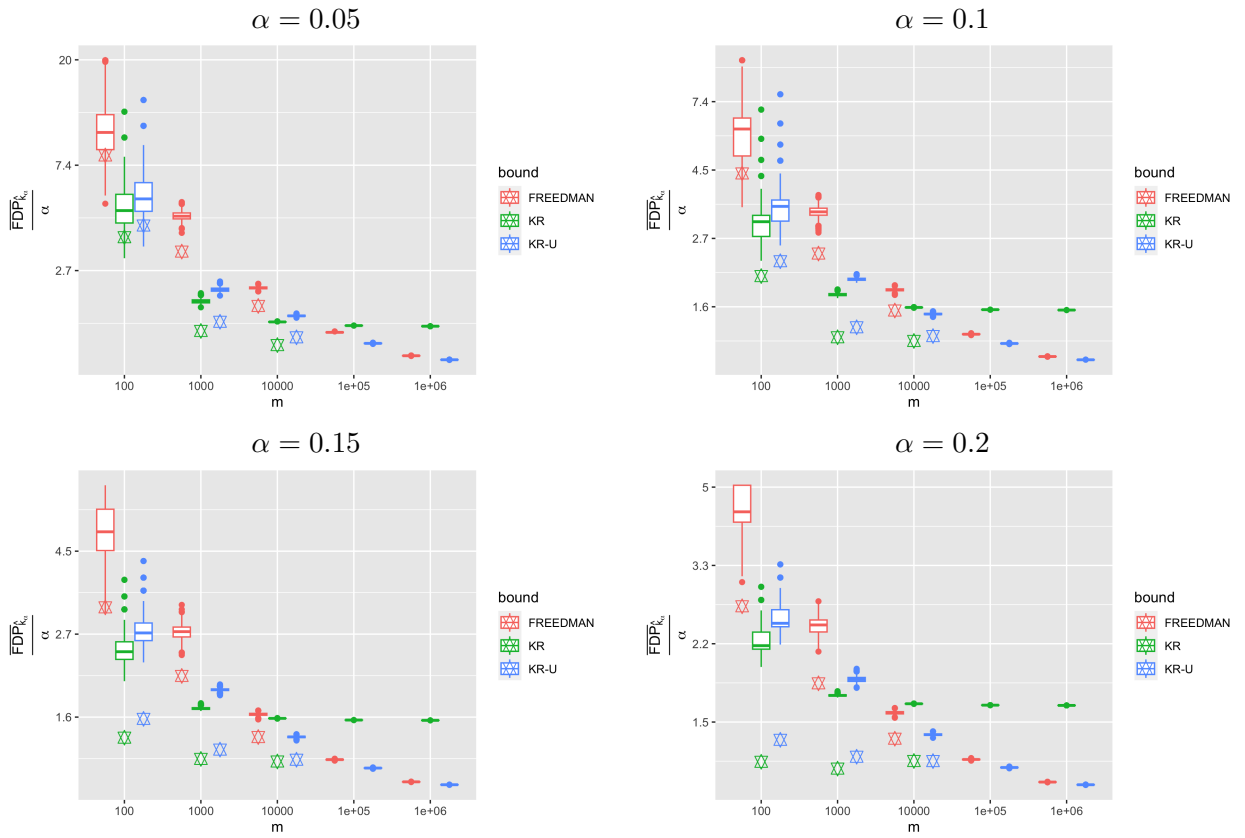 α = 0.05
20
7.4
2.7
100
1000
10000
1e+05
1e+06
m
FDP k̂α
α
bound
FREEDMAN
KR
KR-U
α = 0.1
7.4
4.5
2.7
1.6
100
1000
10000
1e+05
1e+06
m
FDP k̂α
α
bound
FREEDMAN
KR
KR-U
α = 0.15
4.5
2.7
1.6
100
1000
10000
1e+05
1e+06
m
FDP k̂α
α
bound
FREEDMAN
KR
KR-U
α = 0.2
5
3.3
2.2
1.5
100
1000
10000
1e+05
1e+06
m
FDP k̂α
α
bound
FREEDMAN
KR
KR-U